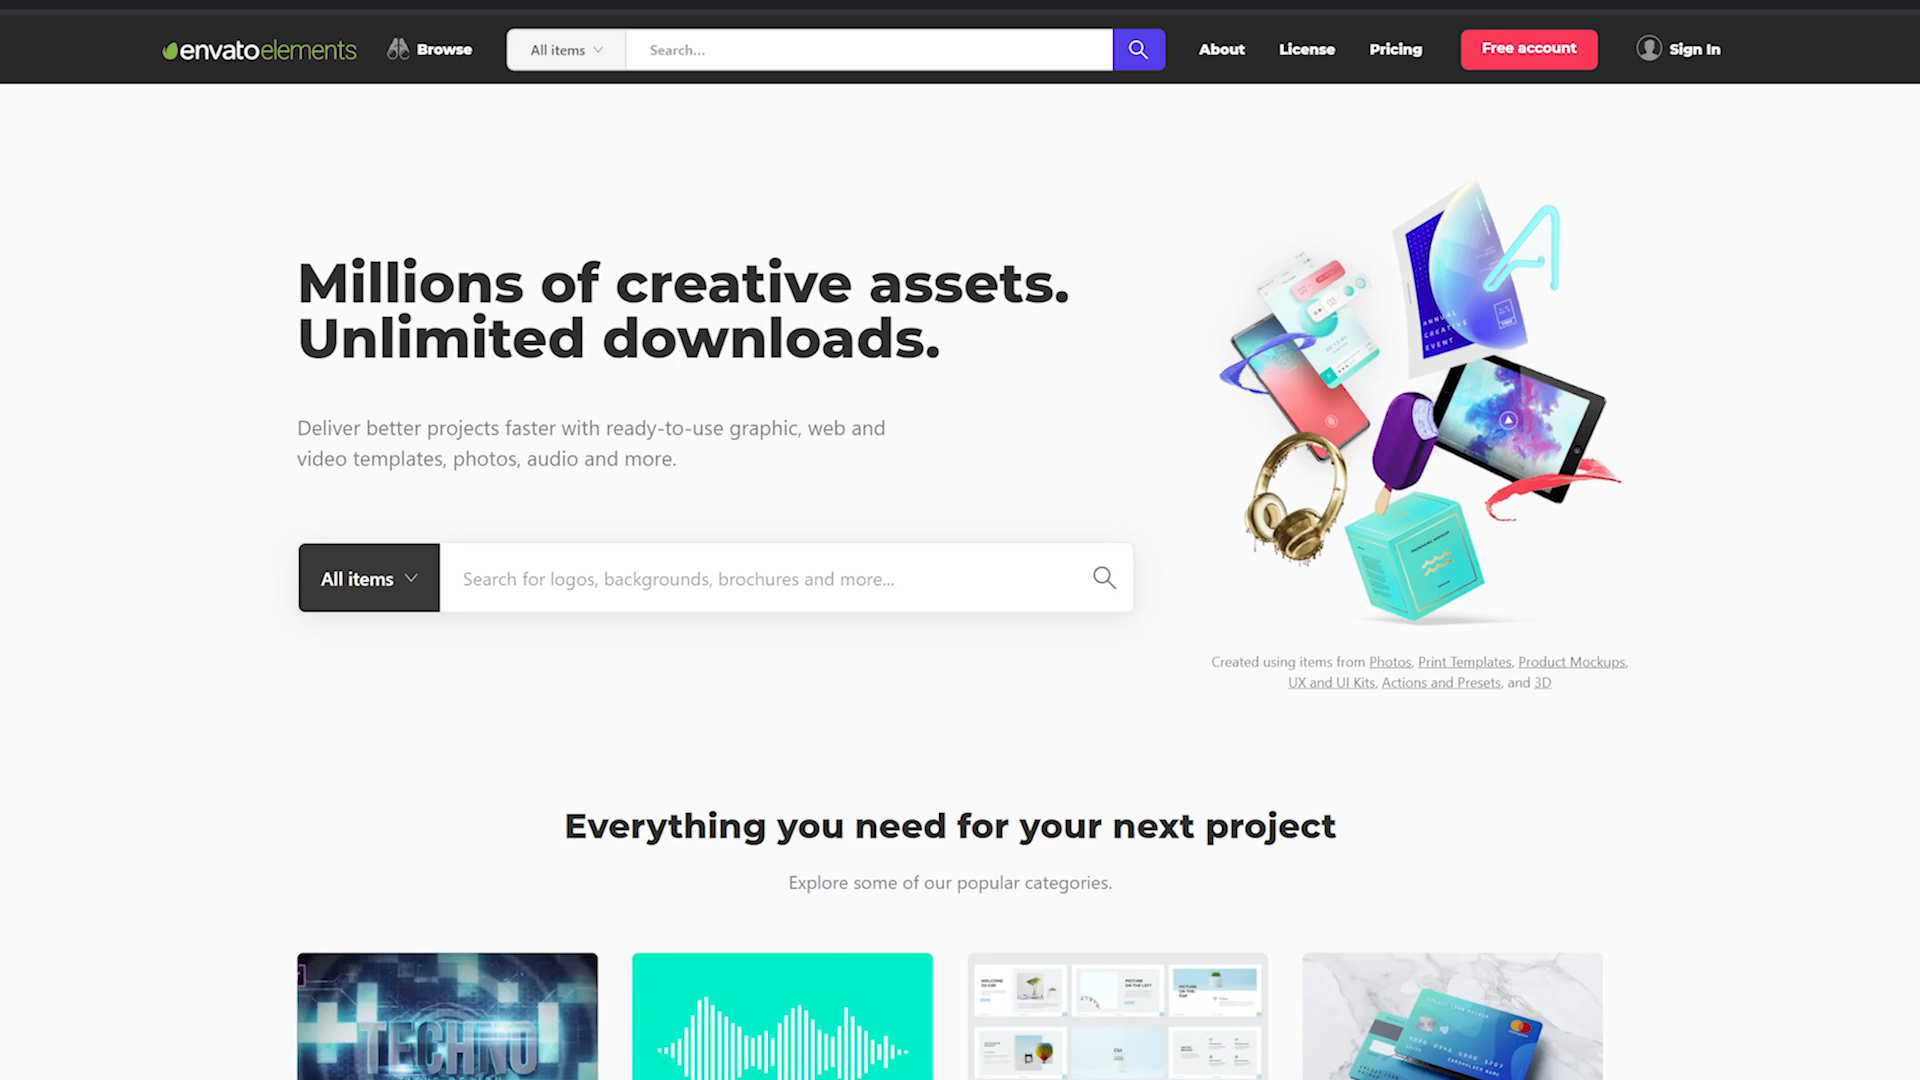 envatoelements Browse All items Search... About License Pricing Free account Sign In
Millions of creative assets.
Unlimited downloads.
Deliver better projects faster with ready-to-use graphic, web and
video templates, photos, audio and more.
All items Search for logos, backgrounds, brochures and more...
ANNUAL
CREATIVE
EVENT
Created using items from Photos, Print Templates, Product Mockups,
UX and UI Kits, Actions and Presets, and 3D
Everything you need for your next project
Explore some of our popular categories.
TECHNO